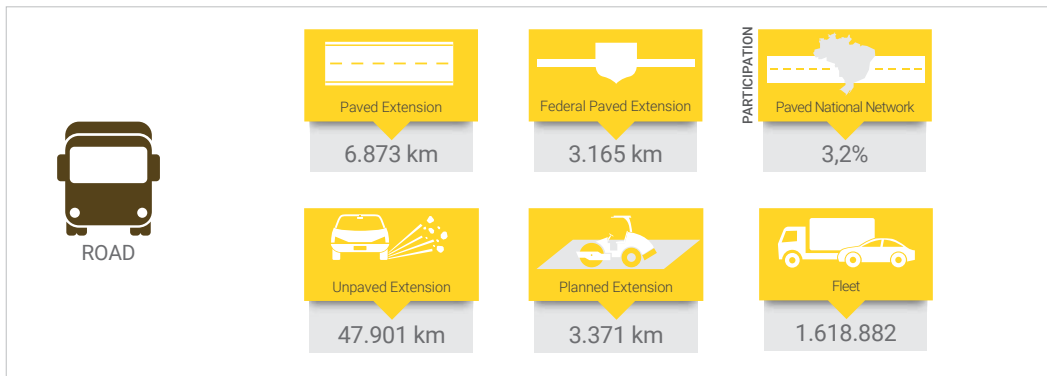 Paved Extension
6.873 km
Federal Paved Extension
3.165 km
PARTICIPATION
Paved National Network
3,2%
ROAD
Unpaved Extension
47.901 km
Planned Extension
3.371 km
Fleet
1.618.882